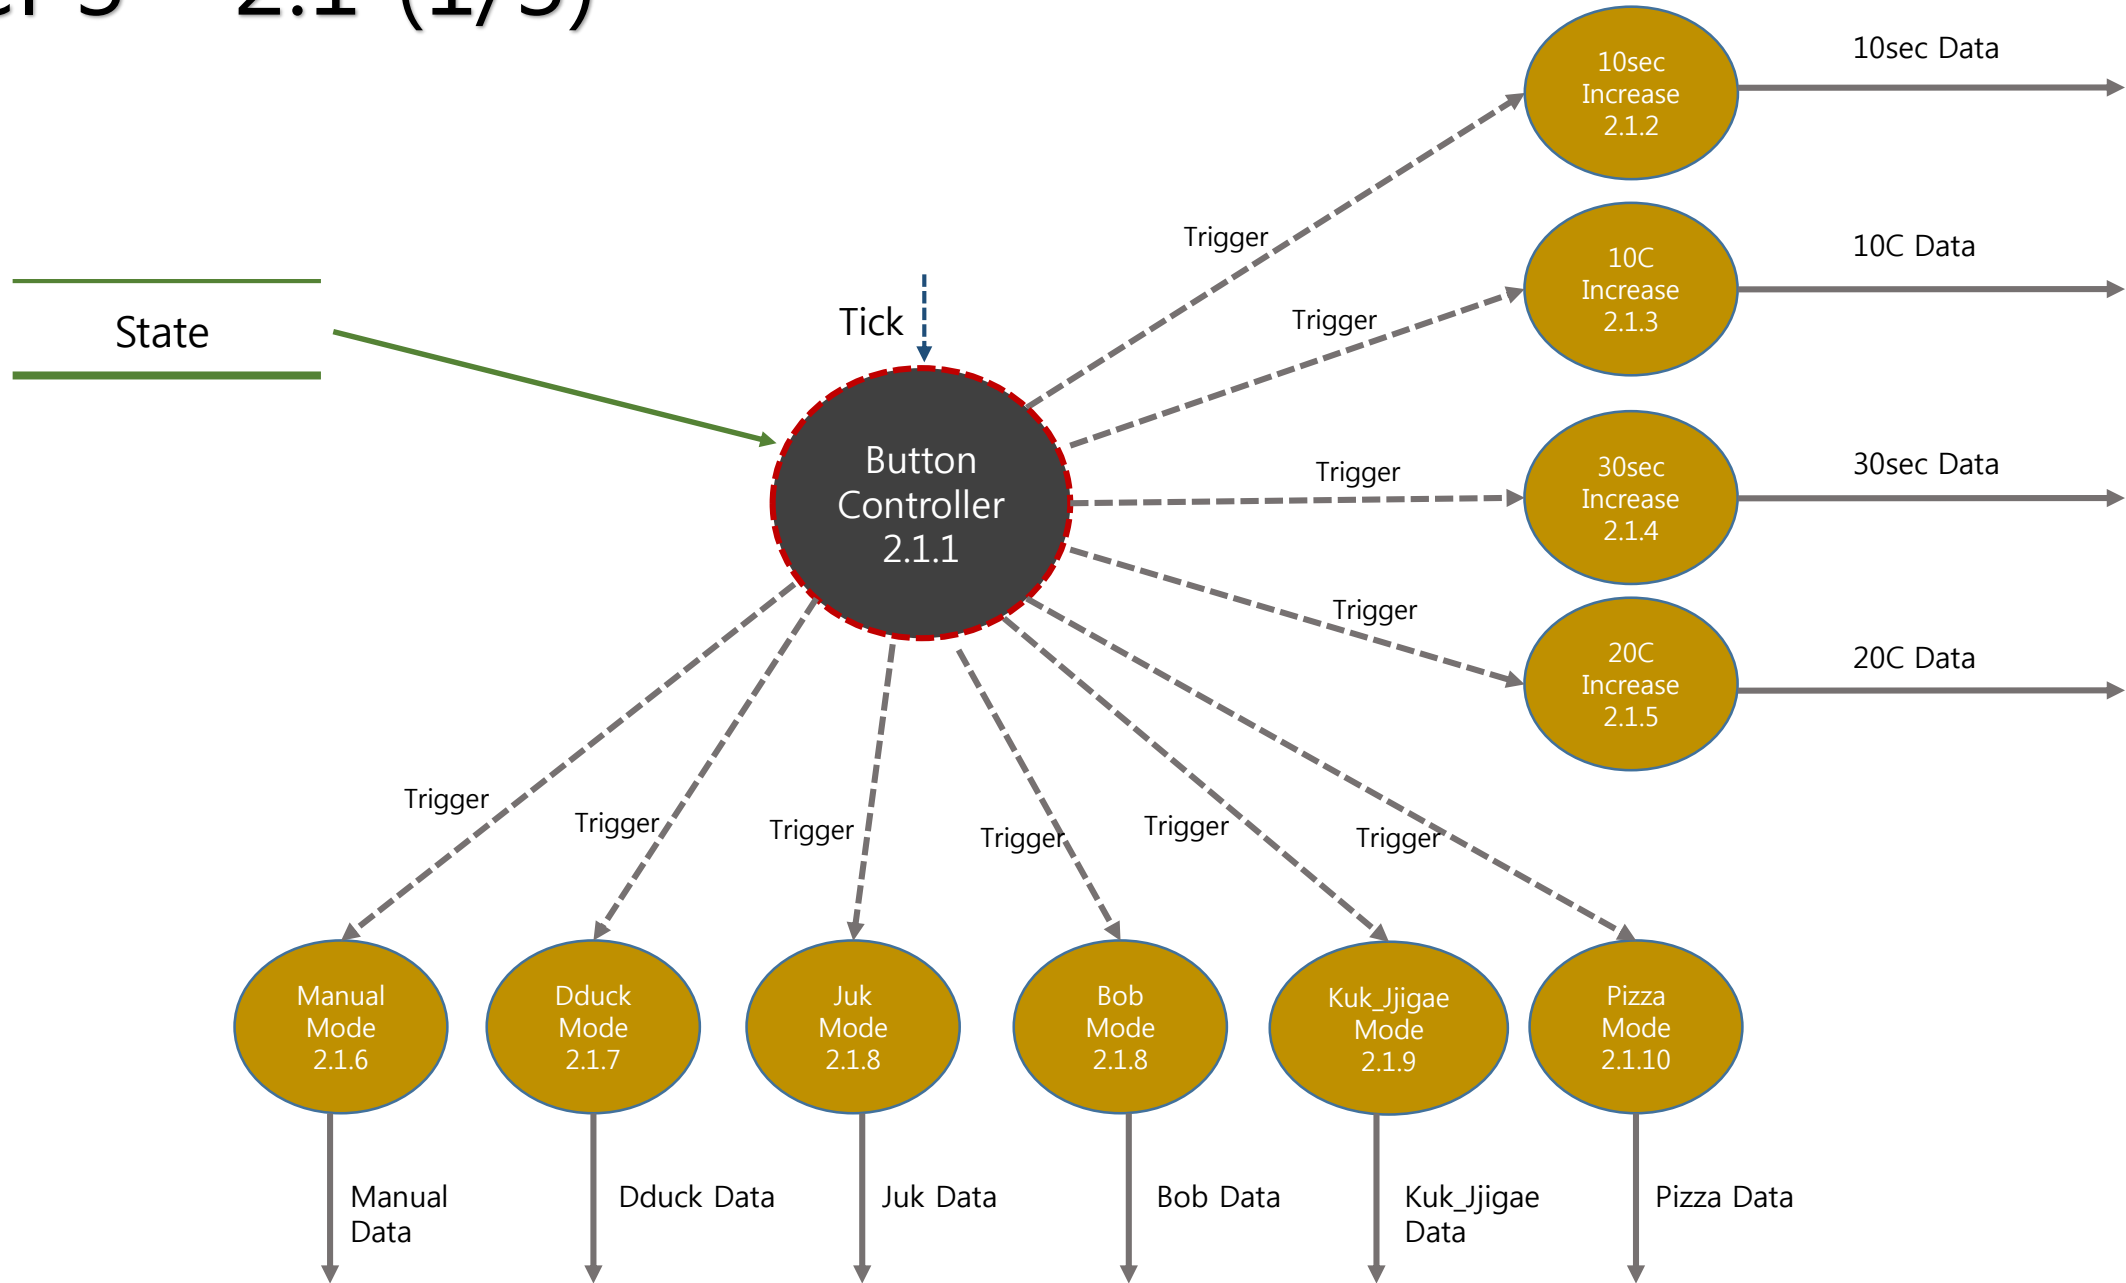 2.1 (1/3)
10sec
Increase
2.1.2
10sec Data
Trigger
10C
Increase
2.1.3
10C Data
State
Tick
Trigger
Button
Controller
2.1.1
Trigger
30sec
Increase
2.1.4
30sec Data
Trigger
20C
Increase
2.1.5
20C Data
Trigger
Trigger
Trigger
Trigger
Trigger
Trigger
Manual
Mode
2.1.6
Dduck
Mode
2.1.7
Juk
Mode
2.1.8
Bob
Mode
2.1.8
Kuk_Jjigae
Mode
2.1.9
Pizza
Mode
2.1.10
Manual
Data
Dduck Data
Juk Data
Bob Data
Kuk_Jjigae
Data
Pizza Data